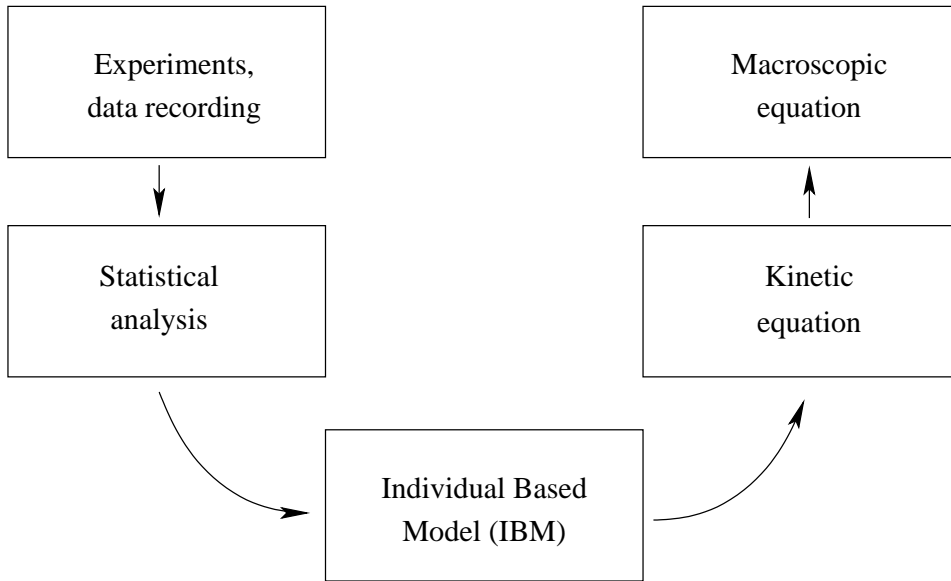 Experiments,
data recording
Statistical
analysis
Individual Based
Model (IBM)
Kinetic
equation
Macroscopic
equation